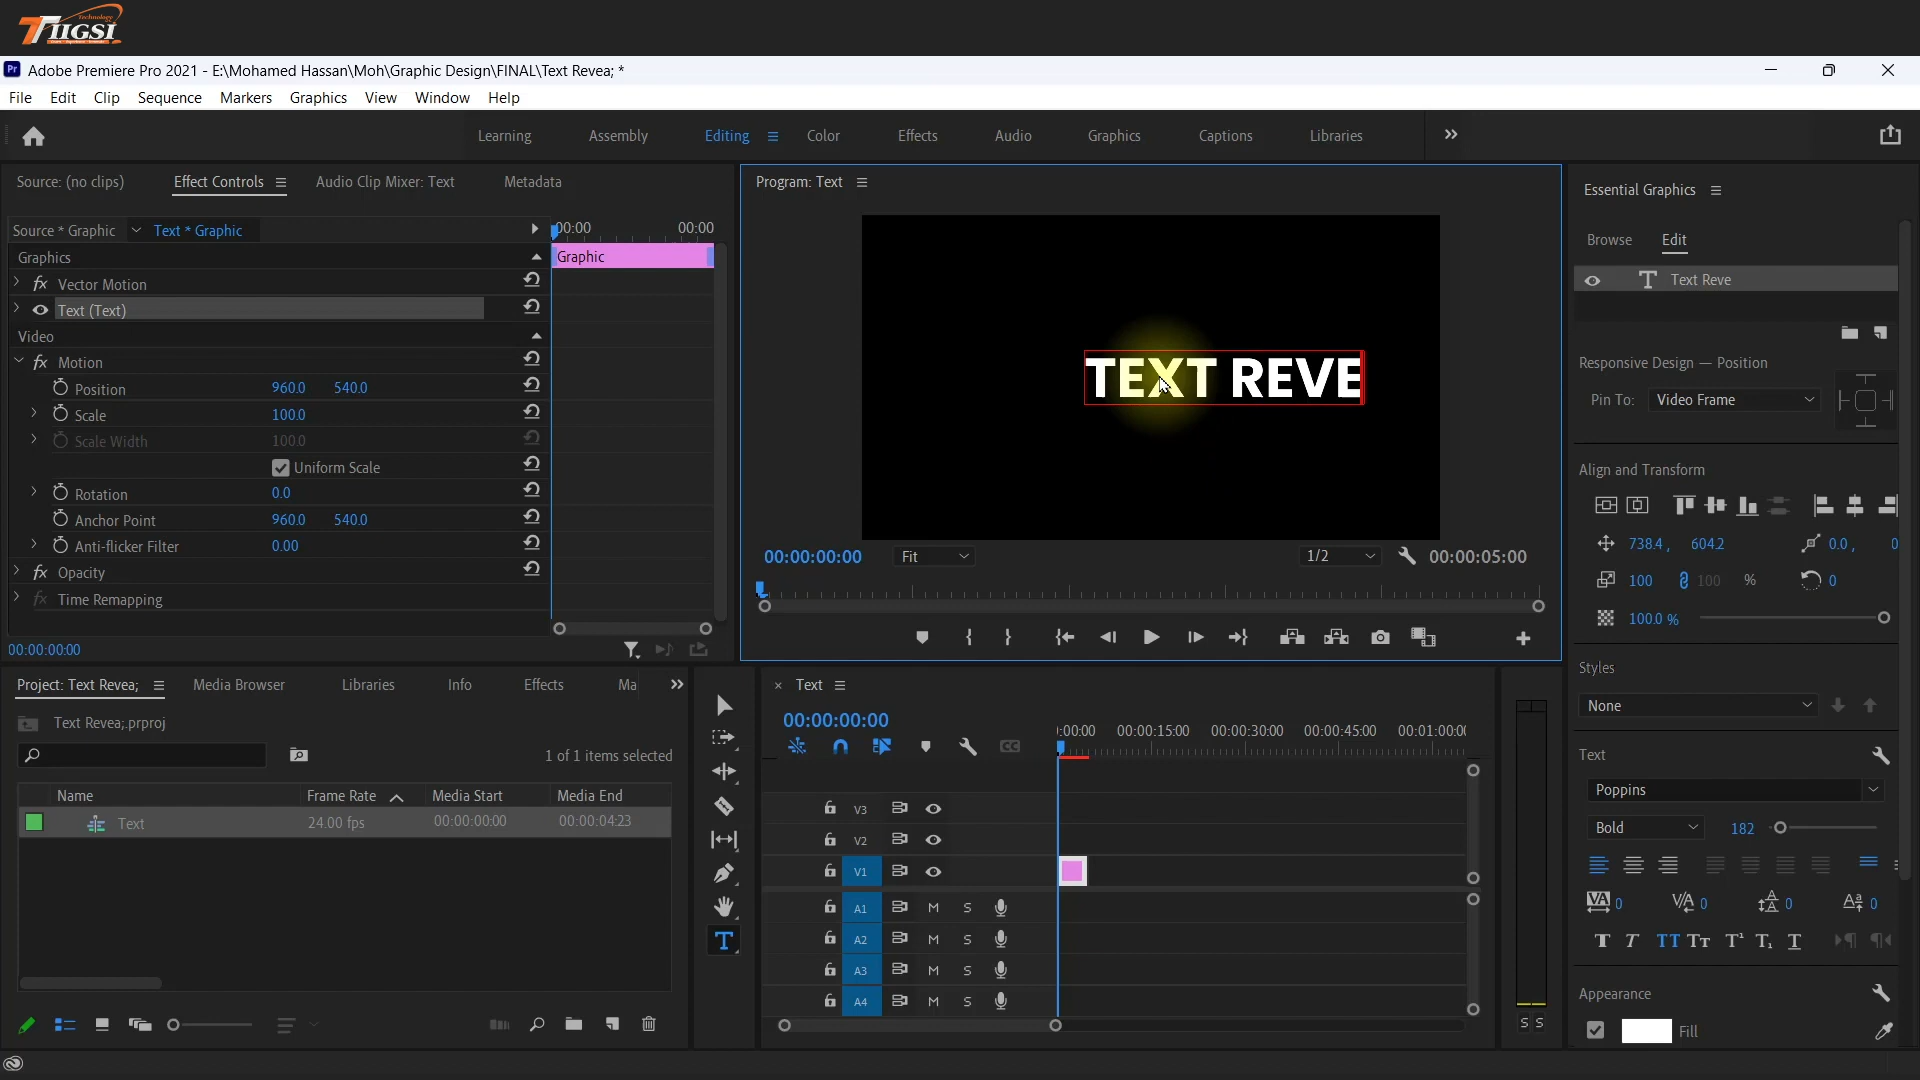 Technology
TIIGSI
Adobe Premiere Pro 2021 - E:\Mohamed Hassan\Moh\Graphic Design\FINAL\Text Revea; *
File Edit Clip Sequence Markers Graphics View Window Help
Learning Assembly Editing Color Effects Audio Graphics Captions Libraries
Source: (no clips) Effect Controls Audio Clip Mixer: Text Metadata
Source * Graphic Text * Graphic
00:00 00:00
Graphics
Graphic
fx Vector Motion
Text (Text)
Video
fx Motion
Position 960.0 540.0
Scale 100.0
Scale Width 100.0
Uniform Scale
Rotation 0.0
Anchor Point 960.0 540.0
Anti-flicker Filter 0.00
fx Opacity
fx Time Remapping
00:00:00:00
Program: Text
TEXT REVE
00:00:00:00 Fit 1/2 00:00:05:00
Essential Graphics
Browse Edit
Text Reve
Responsive Design — Position
Pin To: Video Frame
Align and Transform
738.4 , 604.2 0.0 , 0
100 100 % 0
100.0 %
Styles
None
Text
Poppins
Bold 182
0 0 0 0
Appearance
Fill
Project: Text Revea; Media Browser Libraries Info Effects Ma
Text Revea;.prproj
1 of 1 items selected
Name Frame Rate Media Start Media End
Text 24.00 fps 00:00:00:00 00:00:04:23
Text
00:00:00:00
:00:00 00:00:15:00 00:00:30:00 00:00:45:00 00:01:00:0
V3
V2
V1
A1 M S
A2 M S
A3 M S
A4 M S
S S